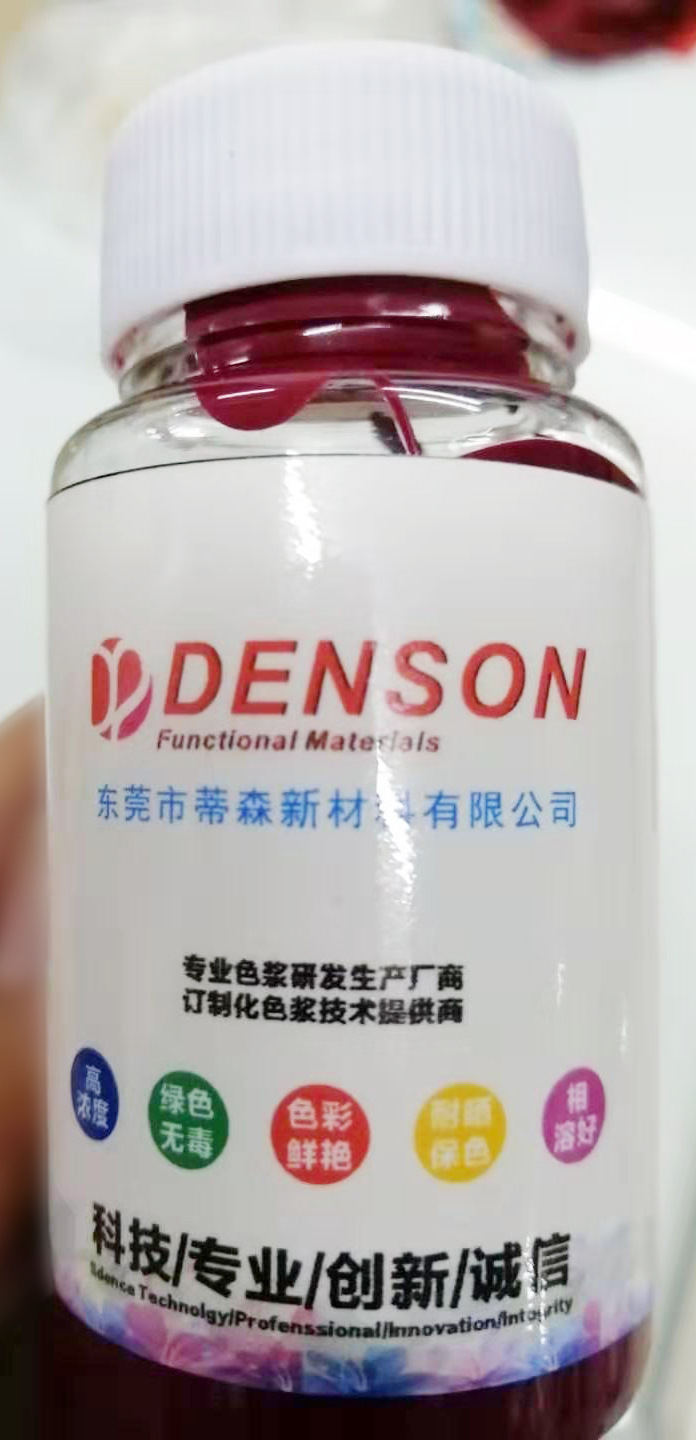 DENSON
Functional Materials
东莞市蒂森新材料有限公司
专业色浆研发生产厂商
订制化色浆技术提供商
高浓度
绿色无毒
色彩鲜艳
耐晒保色
相溶好
科技/专业/创新/诚信
Sdence Technolgy/Profenssional/Innovation/Integrity